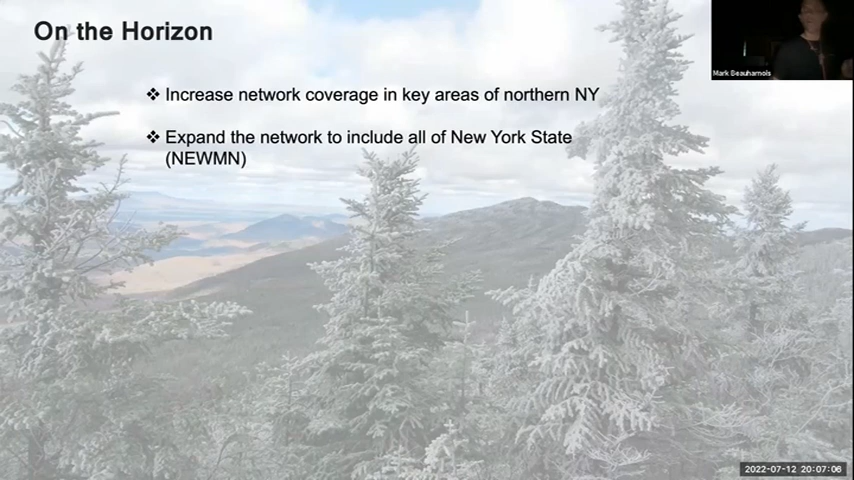 On the Horizon
Mark Beauharnois
❖ Increase network coverage in key areas of northern NY
❖ Expand the network to include all of New York State
(NEWMN)
2022-07-12 20:07:06